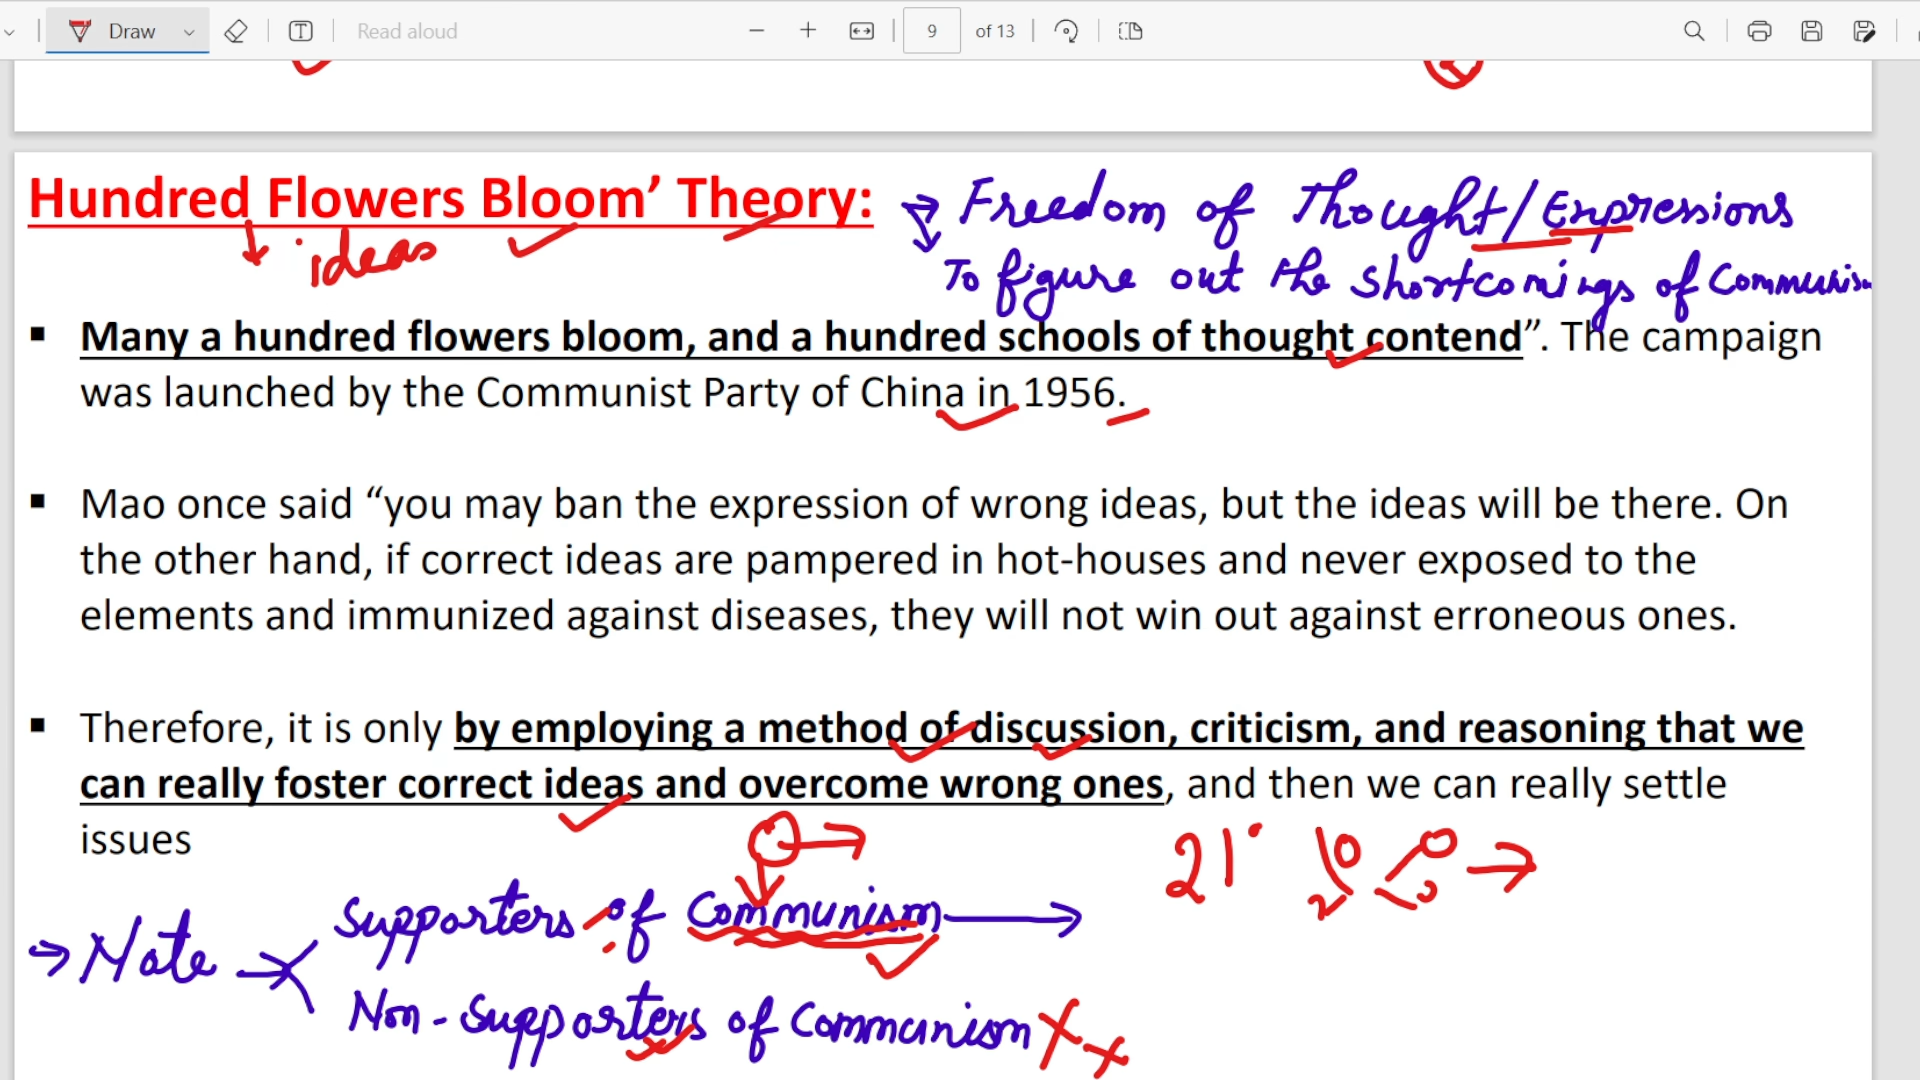 Draw
Read aloud
9 of 13
Hundred Flowers Bloom’ Theory:
Freedom of Thought/Expressions
ideas
To figure out the shortcomings of Communism
▪ Many a hundred flowers bloom, and a hundred schools of thought contend”. The campaign
was launched by the Communist Party of China in 1956.
▪ Mao once said “you may ban the expression of wrong ideas, but the ideas will be there. On
the other hand, if correct ideas are pampered in hot-houses and never exposed to the
elements and immunized against diseases, they will not win out against erroneous ones.
▪ Therefore, it is only by employing a method of discussion, criticism, and reasoning that we
can really foster correct ideas and overcome wrong ones, and then we can really settle
issues
21
Supporters of Communism
Note
Non-Supporters of Communism